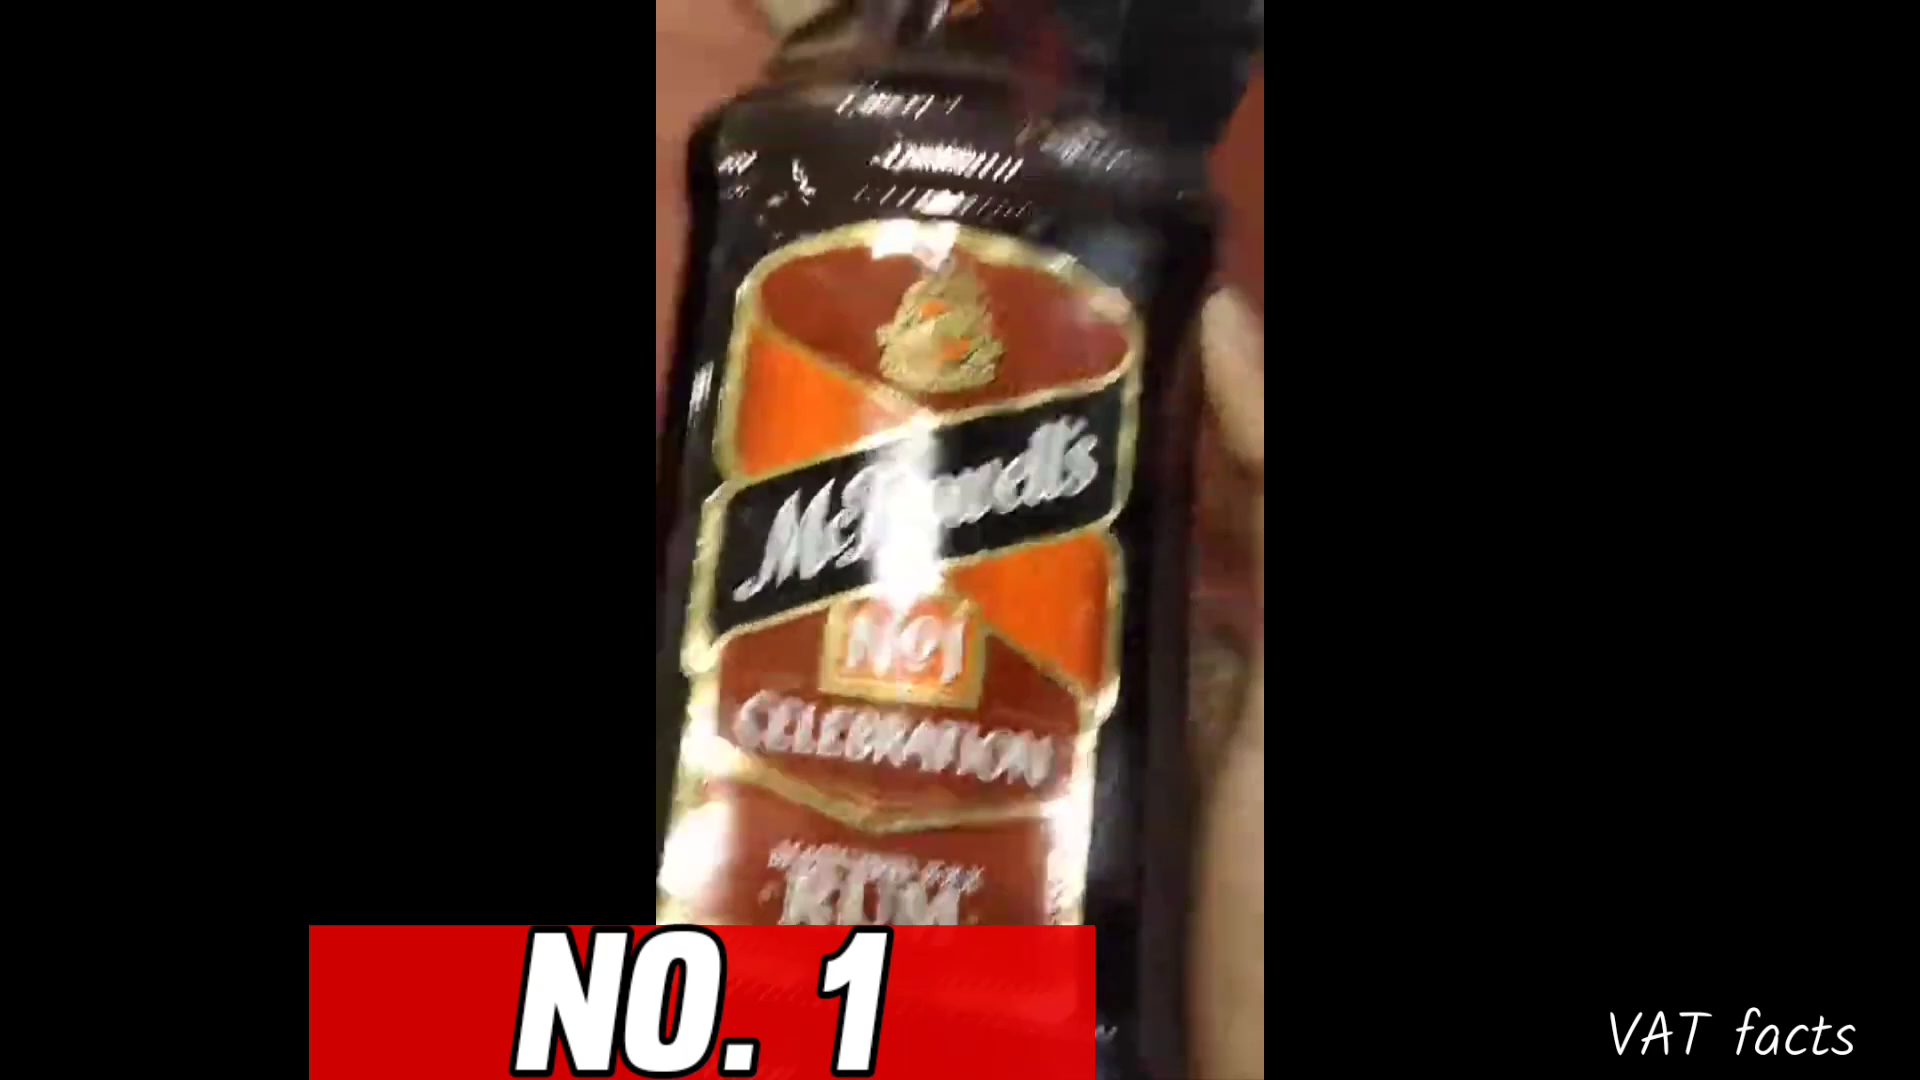 McDowell's
No1
CELEBRATION
RUM
NO. 1
VAT facts